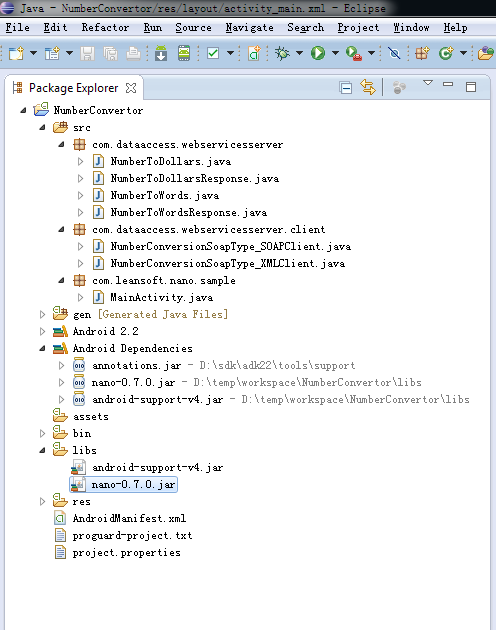 Java - NumberConvertor/res/layout/activity_main.xml - Eclipse
File Edit Refactor Run Source Navigate Search Project Window Help
Package Explorer
NumberConvertor
src
com.dataaccess.webservicesserver
NumberToDollars.java
NumberToDollarsResponse.java
NumberToWords.java
NumberToWordsResponse.java
com.dataaccess.webservicesserver.client
NumberConversionSoapType_SOAPClient.java
NumberConversionSoapType_XMLClient.java
com.leansoft.nano.sample
MainActivity.java
gen [Generated Java Files]
Android 2.2
Android Dependencies
annotations.jar - D:\sdk\adk22\tools\support
nano-0.7.0.jar - D:\temp\workspace\NumberConvertor\libs
android-support-v4.jar - D:\temp\workspace\NumberConvertor\libs
assets
bin
libs
android-support-v4.jar
nano-0.7.0.jar
res
AndroidManifest.xml
proguard-project.txt
project.properties